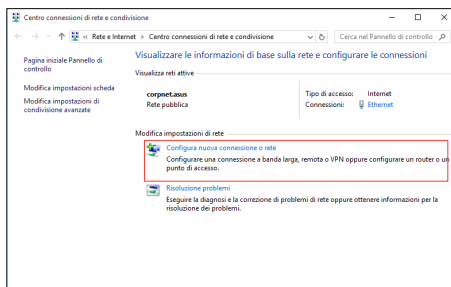 Centro connessioni di rete e condivisione
« Rete e Internet › Centro connessioni di rete e condivisione
Cerca nel Pannello di controllo
Pagina iniziale Pannello di controllo
Modifica impostazioni scheda
Modifica impostazioni di condivisione avanzate
Visualizzare le informazioni di base sulla rete e configurare le connessioni
Visualizza reti attive
corpnet.asus
Rete pubblica
Tipo di accesso: Internet
Connessioni: Ethernet
Modifica impostazioni di rete
Configura nuova connessione o rete
Configurare una connessione a banda larga, remota o VPN oppure configurare un router o un
punto di accesso.
Risoluzione problemi
Eseguire la diagnosi e la correzione di problemi di rete oppure ottenere informazioni per la
risoluzione dei problemi.